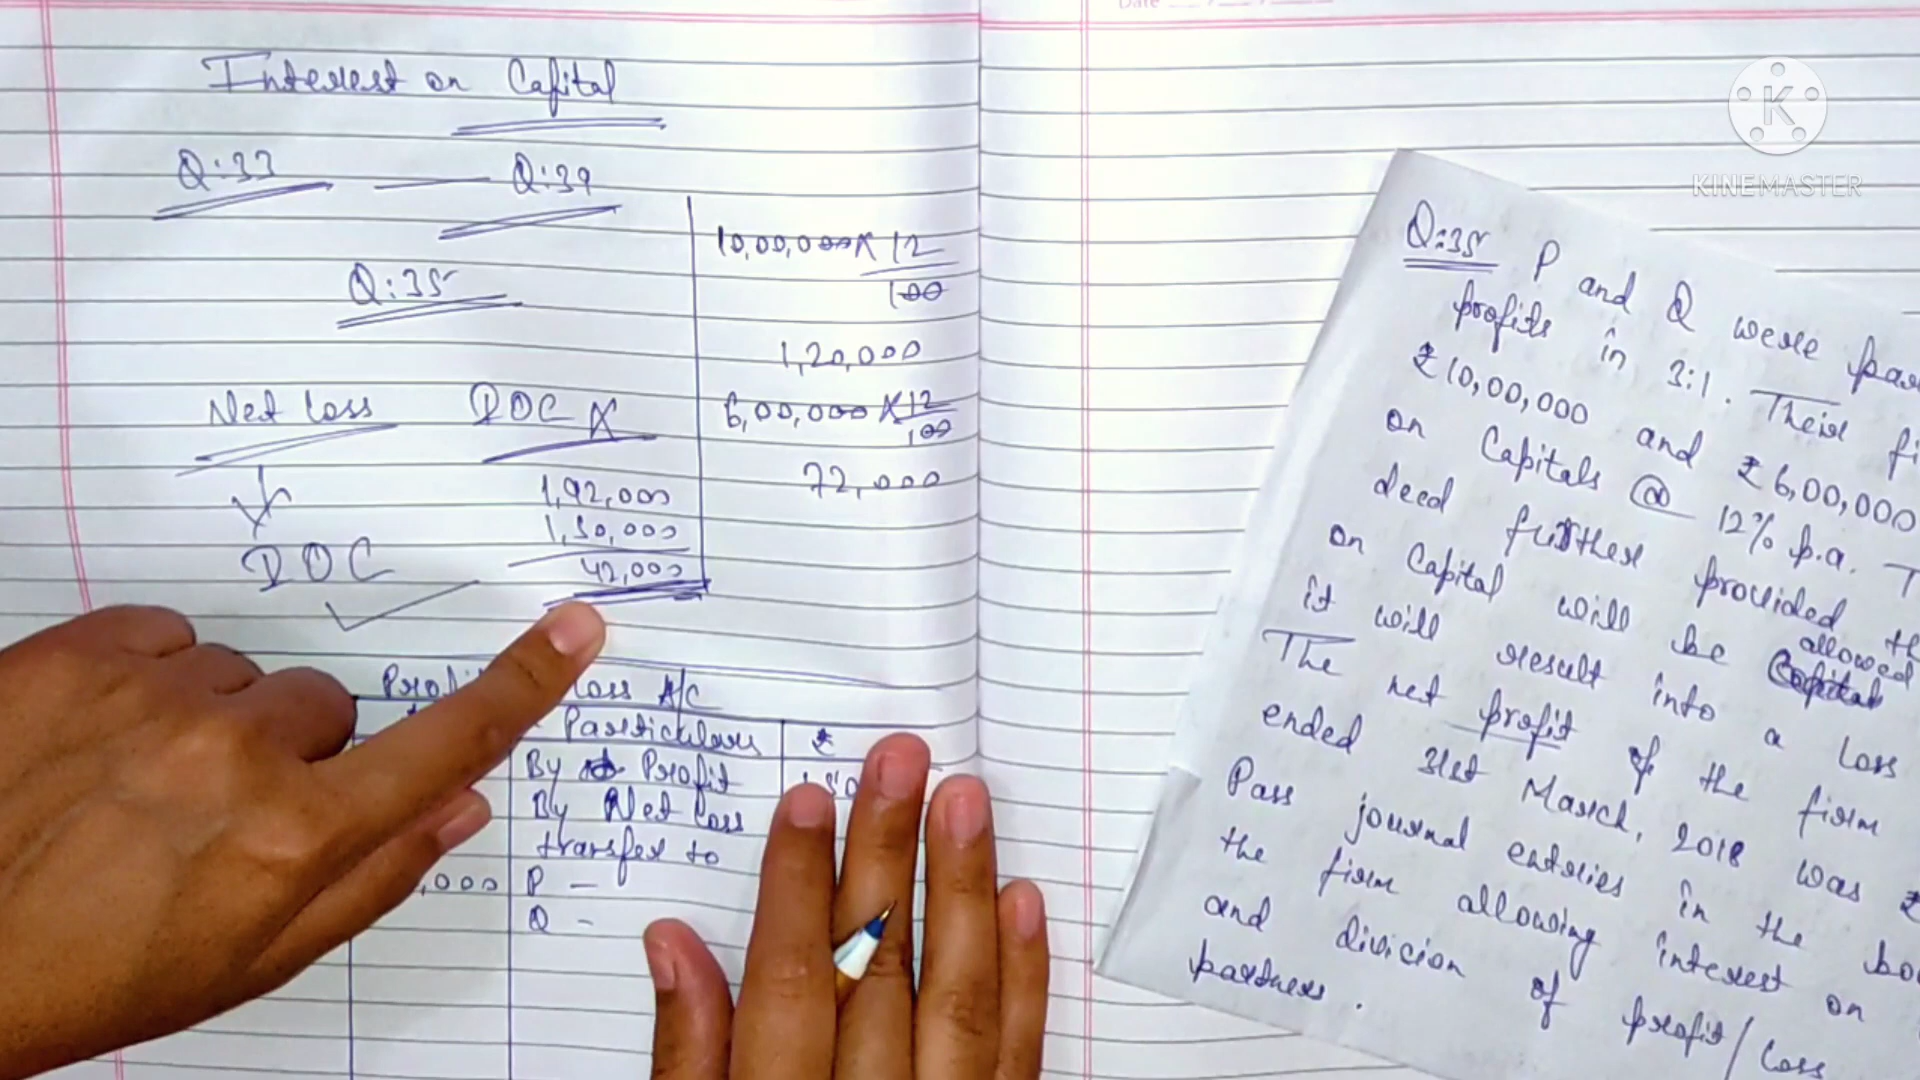 Date
Interest on Capital
Q:33 — Q:39
Q:35
10,00,000 X 12
100
1,20,000
Net loss IOC X
6,00,000 X 12
100
1,92,000
72,000
1,50,000
IOC
42,000
Loss A/C
Particulars ₹
By Profit
By Net loss
transfer to
,000 P –
Q –
KINEMASTER
Q:35 P and Q were
profits in 3:1. Their
₹10,00,000 and ₹6,00,000
on Capitals @ 12% p.a.
deed further provided
on Capital will be allowed
it will result into a loss
The net profit of the firm
ended 31st March, 2018 was ₹
Pass journal entries in the
the firm allowing interest on
and division of profit/loss
partners.